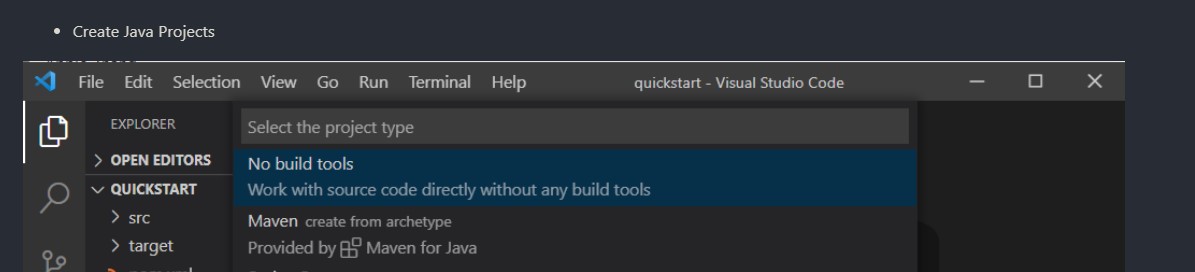 Create Java Projects
File Edit Selection View Go Run Terminal Help quickstart - Visual Studio Code
EXPLORER
Select the project type
OPEN EDITORS
No build tools
QUICKSTART
Work with source code directly without any build tools
src
Maven create from archetype
target
Provided by Maven for Java